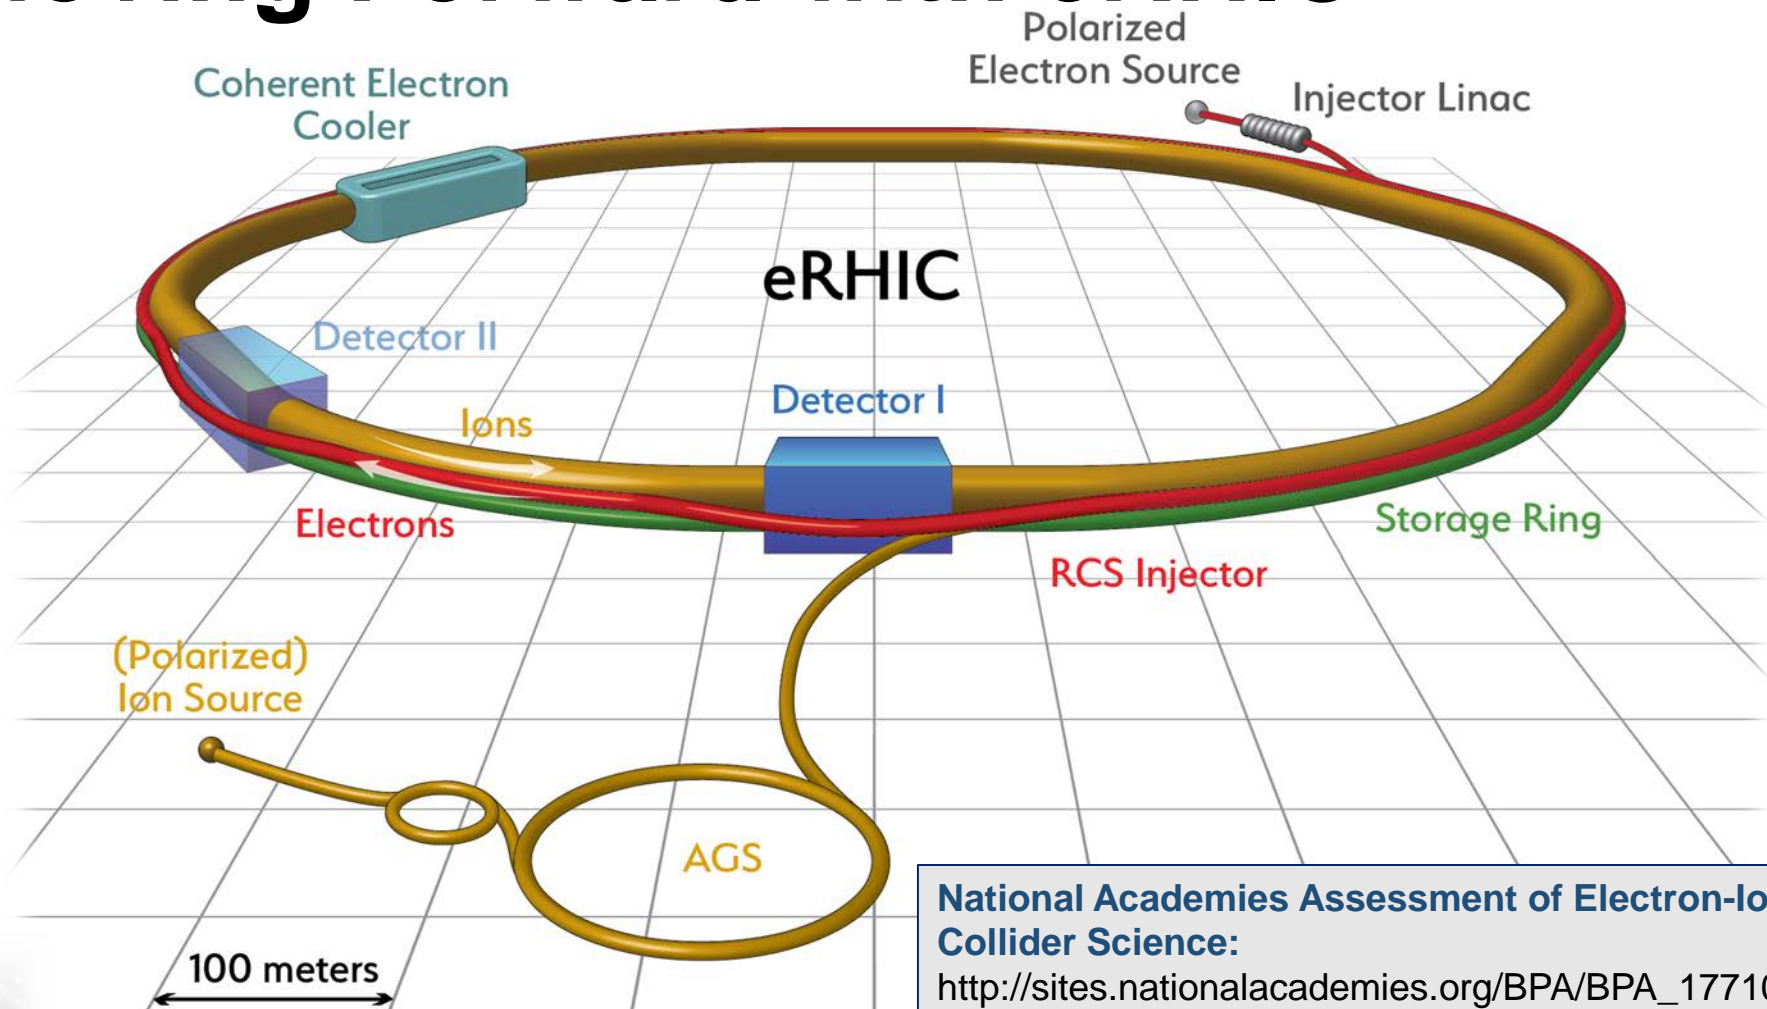 Polarized
Electron Source
Injector Linac
Coherent Electron
Cooler
eRHIC
Detector II
Detector I
Ions
Electrons
Storage Ring
RCS Injector
(Polarized)
Ion Source
AGS
100 meters
National Academies Assessment of Electron-Io
Collider Science:
http://sites.nationalacademies.org/BPA/BPA_17710